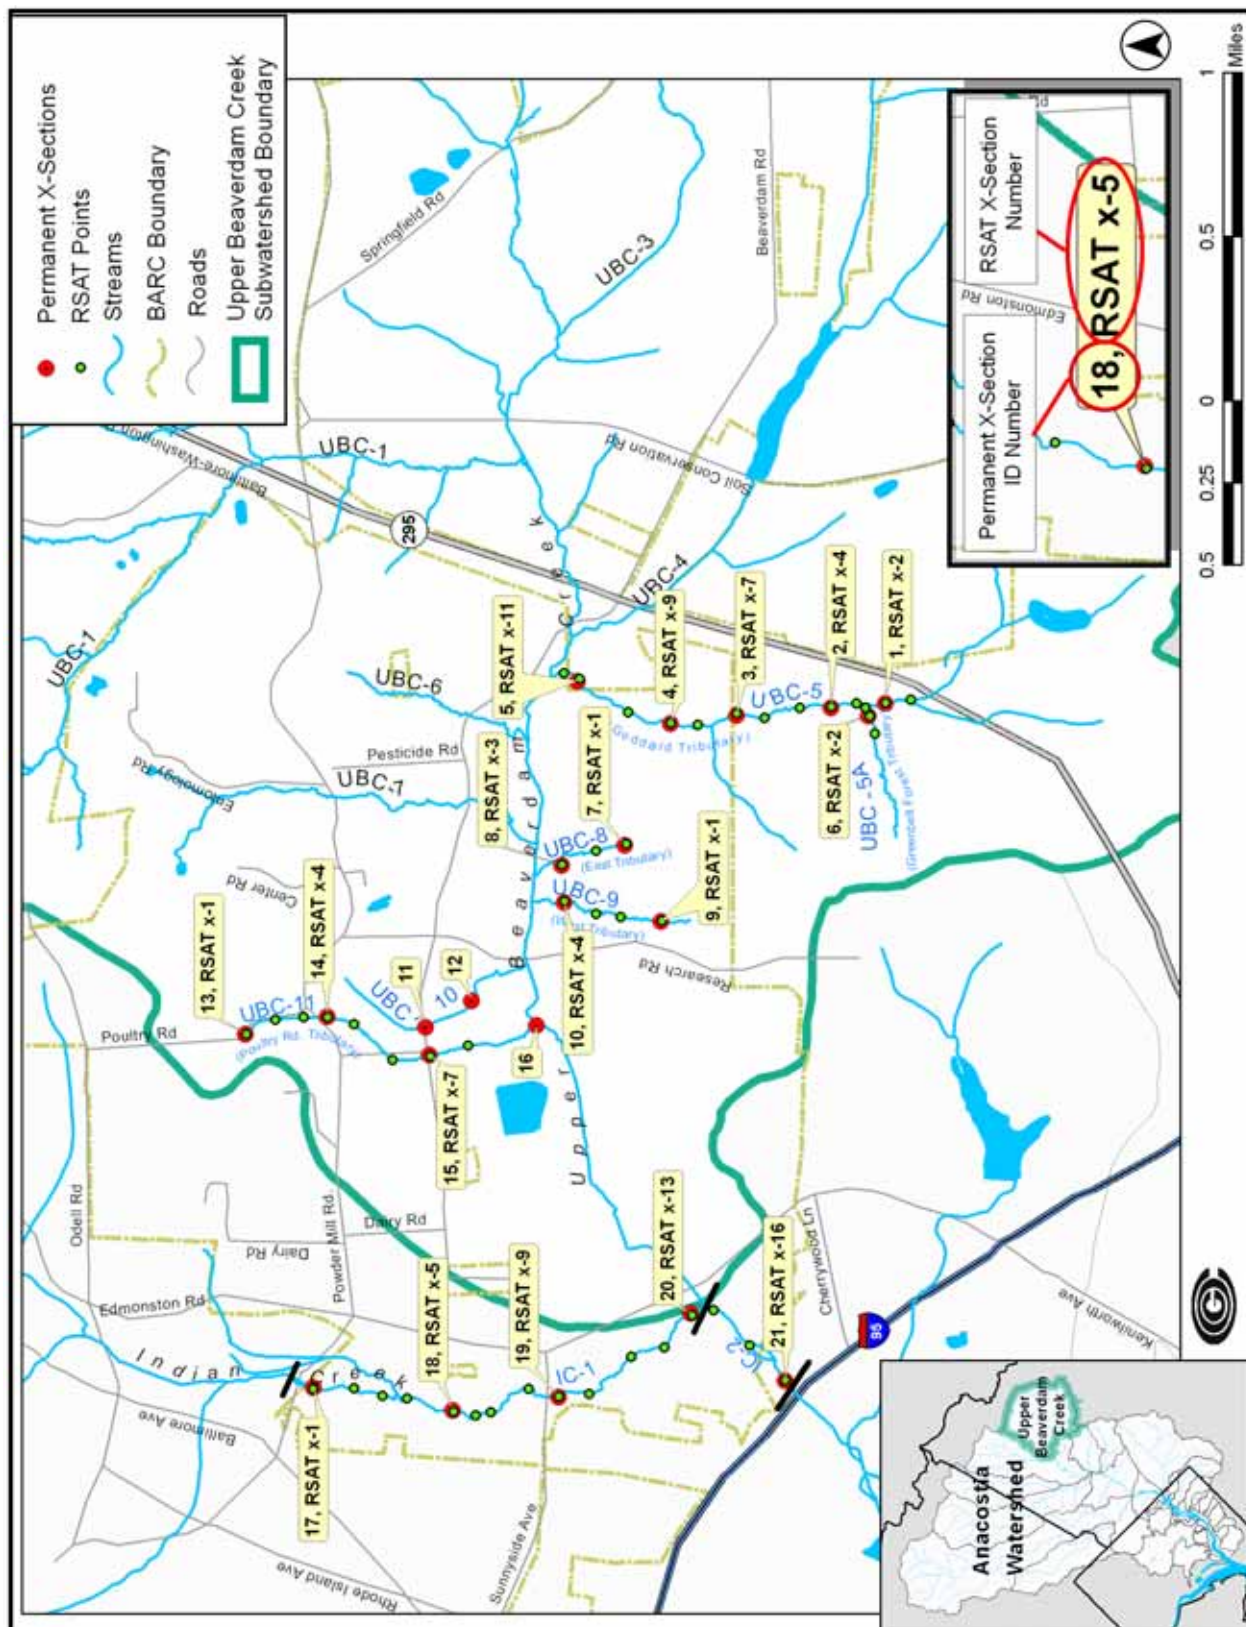 Permanent X-Sections
RSAT Points
Streams
BARC Boundary
Roads
Upper Beaverdam Creek
Subwatershed Boundary
Springfield Rd
UBC-3
Beaverdam Rd
Baltimore-Washington
UBC-1
Soil Conservation Rd
295
UBC-4
UBC-1
UBC-6
Creek
5, RSAT x-11
4, RSAT x-9
3, RSAT x-7
2, RSAT x-4
1, RSAT x-2
UBC-5
(Goddard Tributary)
Pesticide Rd
Entomology Rd
UBC-7
8, RSAT x-3
7, RSAT x-1
6, RSAT x-2
UBC-5A
(Greenbelt Forest Tributary)
Beaverdam
UBC-8
(East Tributary)
UBC-9
9, RSAT x-1
10, RSAT x-4
Center Rd
Research Rd
13, RSAT x-1
14, RSAT x-4
UBC-11
(Poultry Rd. Tributary)
Poultry Rd
UBC-10
11
12
15, RSAT x-7
16
Upper
Odell Rd
Dairy Rd
Dairy Rd
Powder Mill Rd.
Edmonston Rd
Indian Creek
17, RSAT x-1
18, RSAT x-5
19, RSAT x-9
20, RSAT x-13
21, RSAT x-16
IC-1
IC-2
Baltimore Ave
Rhode Island Ave
Sunnyside Ave
Cherrywood Ln
Kenilworth Ave
95
Permanent X-Section
ID Number
RSAT X-Section
Number
Edmonston Rd
Rd
18, RSAT x-5
0.5
0.25
0
0.5
1
Miles
Anacostia
Watershed
Upper
Beaverdam
Creek